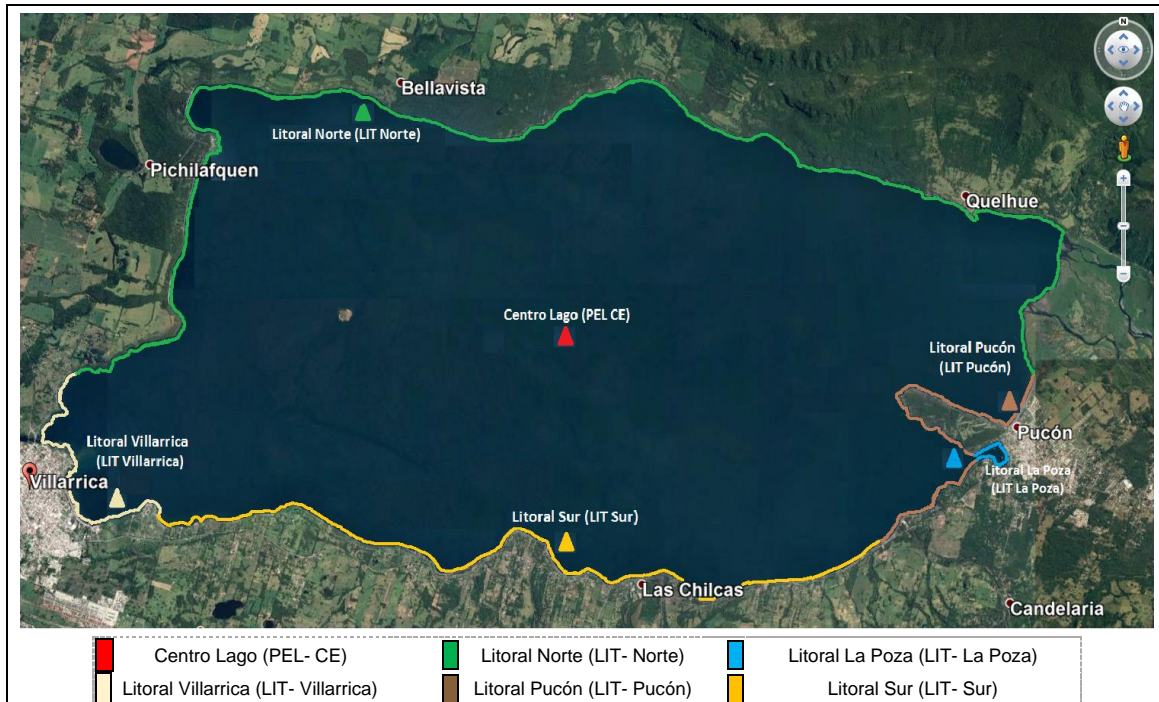 N
Bellavista
Litoral Norte (LIT Norte)
Pichilafquen
Quelhue
Centro Lago (PEL CE)
Litoral Pucón
(LIT Pucón)
Pucón
Litoral Villarrica
(LIT Villarrica)
Villarrica
Litoral La Poza
(LIT La Poza)
Litoral Sur (LIT Sur)
Las Chilcas
Candelaria
Centro Lago (PEL- CE)
Litoral Norte (LIT- Norte)
Litoral La Poza (LIT- La Poza)
Litoral Villarrica (LIT- Villarrica)
Litoral Pucón (LIT- Pucón)
Litoral Sur (LIT- Sur)